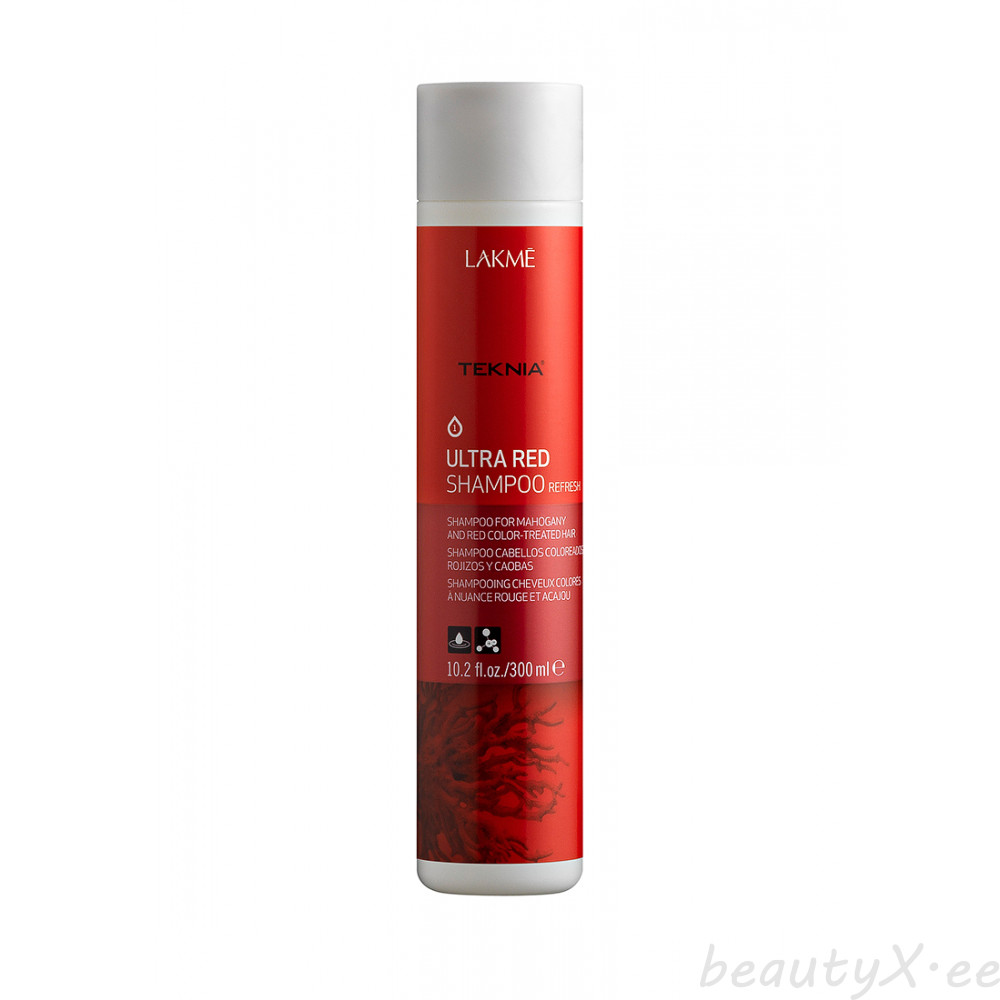 LAKMĒ
TEKNIA®
1
ULTRA RED
SHAMPOO REFRESH
SHAMPOO FOR MAHOGANY
AND RED COLOR-TREATED HAIR
SHAMPOO CABELLOS COLOREADOS
ROJIZOS Y CAOBAS
SHAMPOOING CHEVEUX COLORÉS
À NUANCE ROUGE ET ACAJOU
10.2 fl.oz./300 ml ℮
beautyX.ee